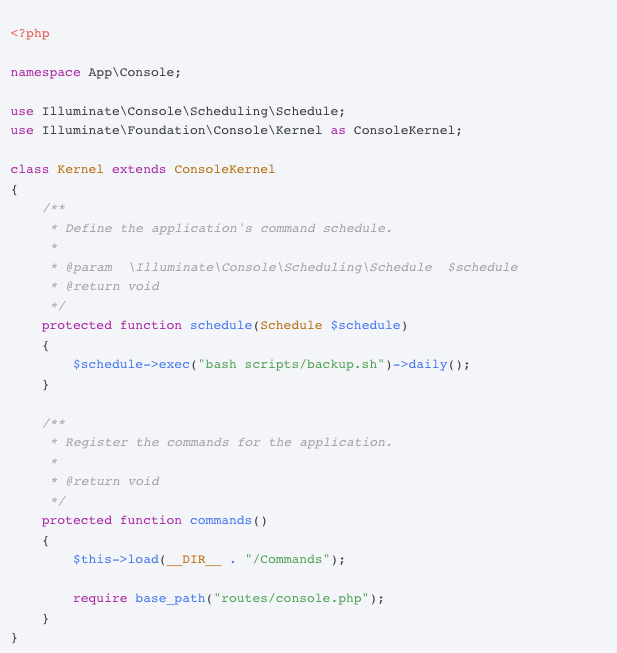 <?php

namespace App\Console;

use Illuminate\Console\Scheduling\Schedule;
use Illuminate\Foundation\Console\Kernel as ConsoleKernel;

class Kernel extends ConsoleKernel
{
    /**
     * Define the application's command schedule.
     *
     * @param  \Illuminate\Console\Scheduling\Schedule  $schedule
     * @return void
     */
    protected function schedule(Schedule $schedule)
    {
        $schedule->exec("bash scripts/backup.sh")->daily();
    }

    /**
     * Register the commands for the application.
     *
     * @return void
     */
    protected function commands()
    {
        $this->load(__DIR__ . "/Commands");

        require base_path("routes/console.php");
    }
}